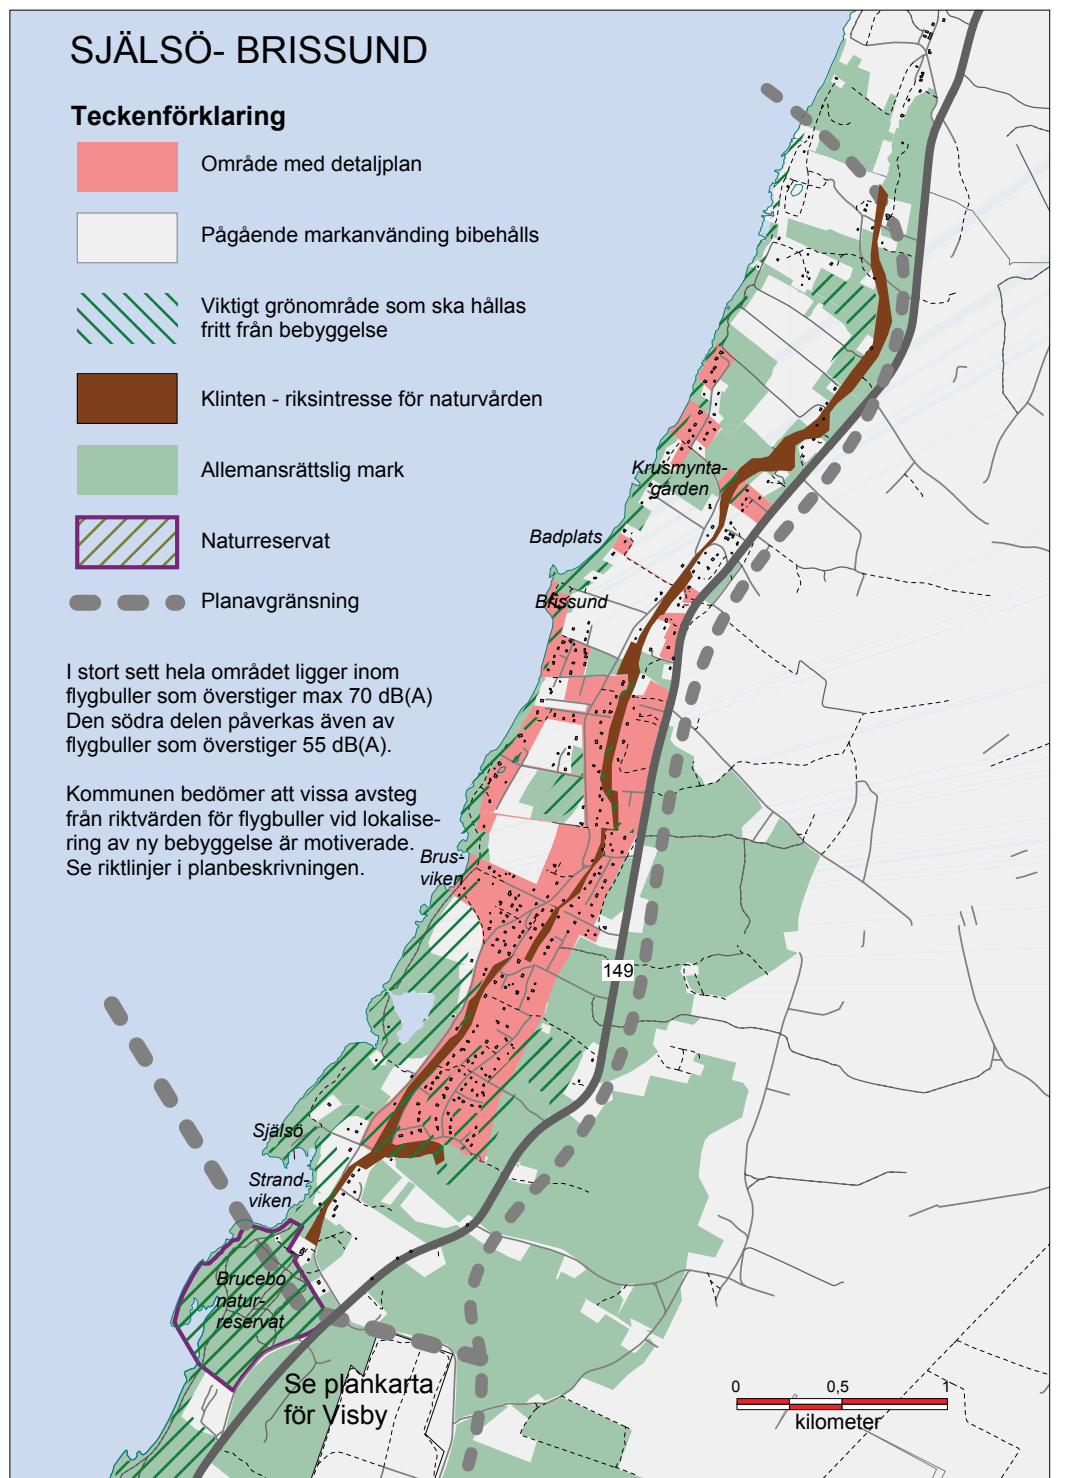 SJÄLSÖ- BRISSUND
Teckenförklaring
Område med detaljplan
Pågående markanvänding bibehålls
Viktigt grönområde som ska hållas
fritt från bebyggelse
Klinten - riksintresse för naturvården
Allemansrättslig mark
Naturreservat
Planavgränsning
I stort sett hela området ligger inom
flygbuller som överstiger max 70 dB(A)
Den södra delen påverkas även av
flygbuller som överstiger 55 dB(A).
Kommunen bedömer att vissa avsteg
från riktvärden för flygbuller vid lokalise-
ring av ny bebyggelse är motiverade.
Se riktlinjer i planbeskrivningen.
Krusmynta-
gården
Badplats
Brissund
Brus-
viken
149
Själsö
Strand-
viken
Brucebo
natur-
reservat
Se plankarta
för Visby
0 0,5 1
kilometer